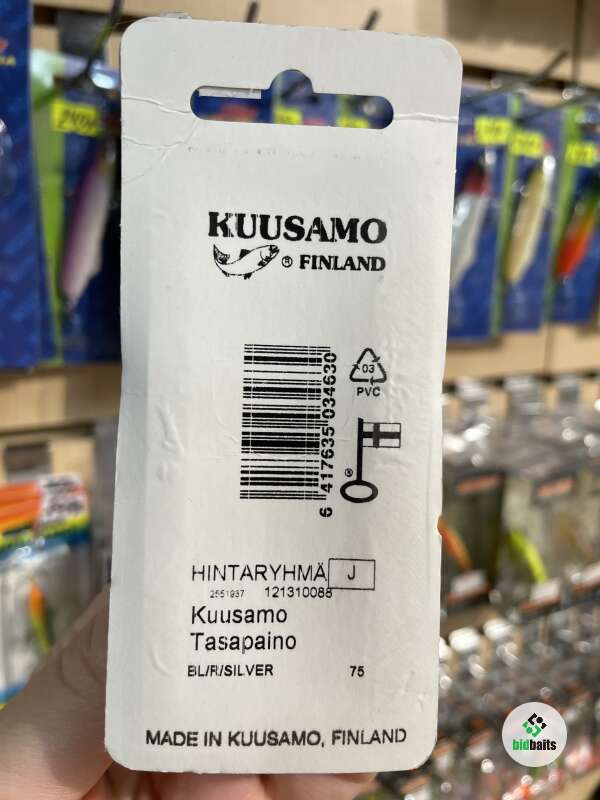 KUUSAMO
® FINLAND
6 417635 034630
03
PVC
®
HINTARYHMÄ J
2551937 121310088
Kuusamo
Tasapaino
BL/R/SILVER 75
MADE IN KUUSAMO, FINLAND
bidbaits